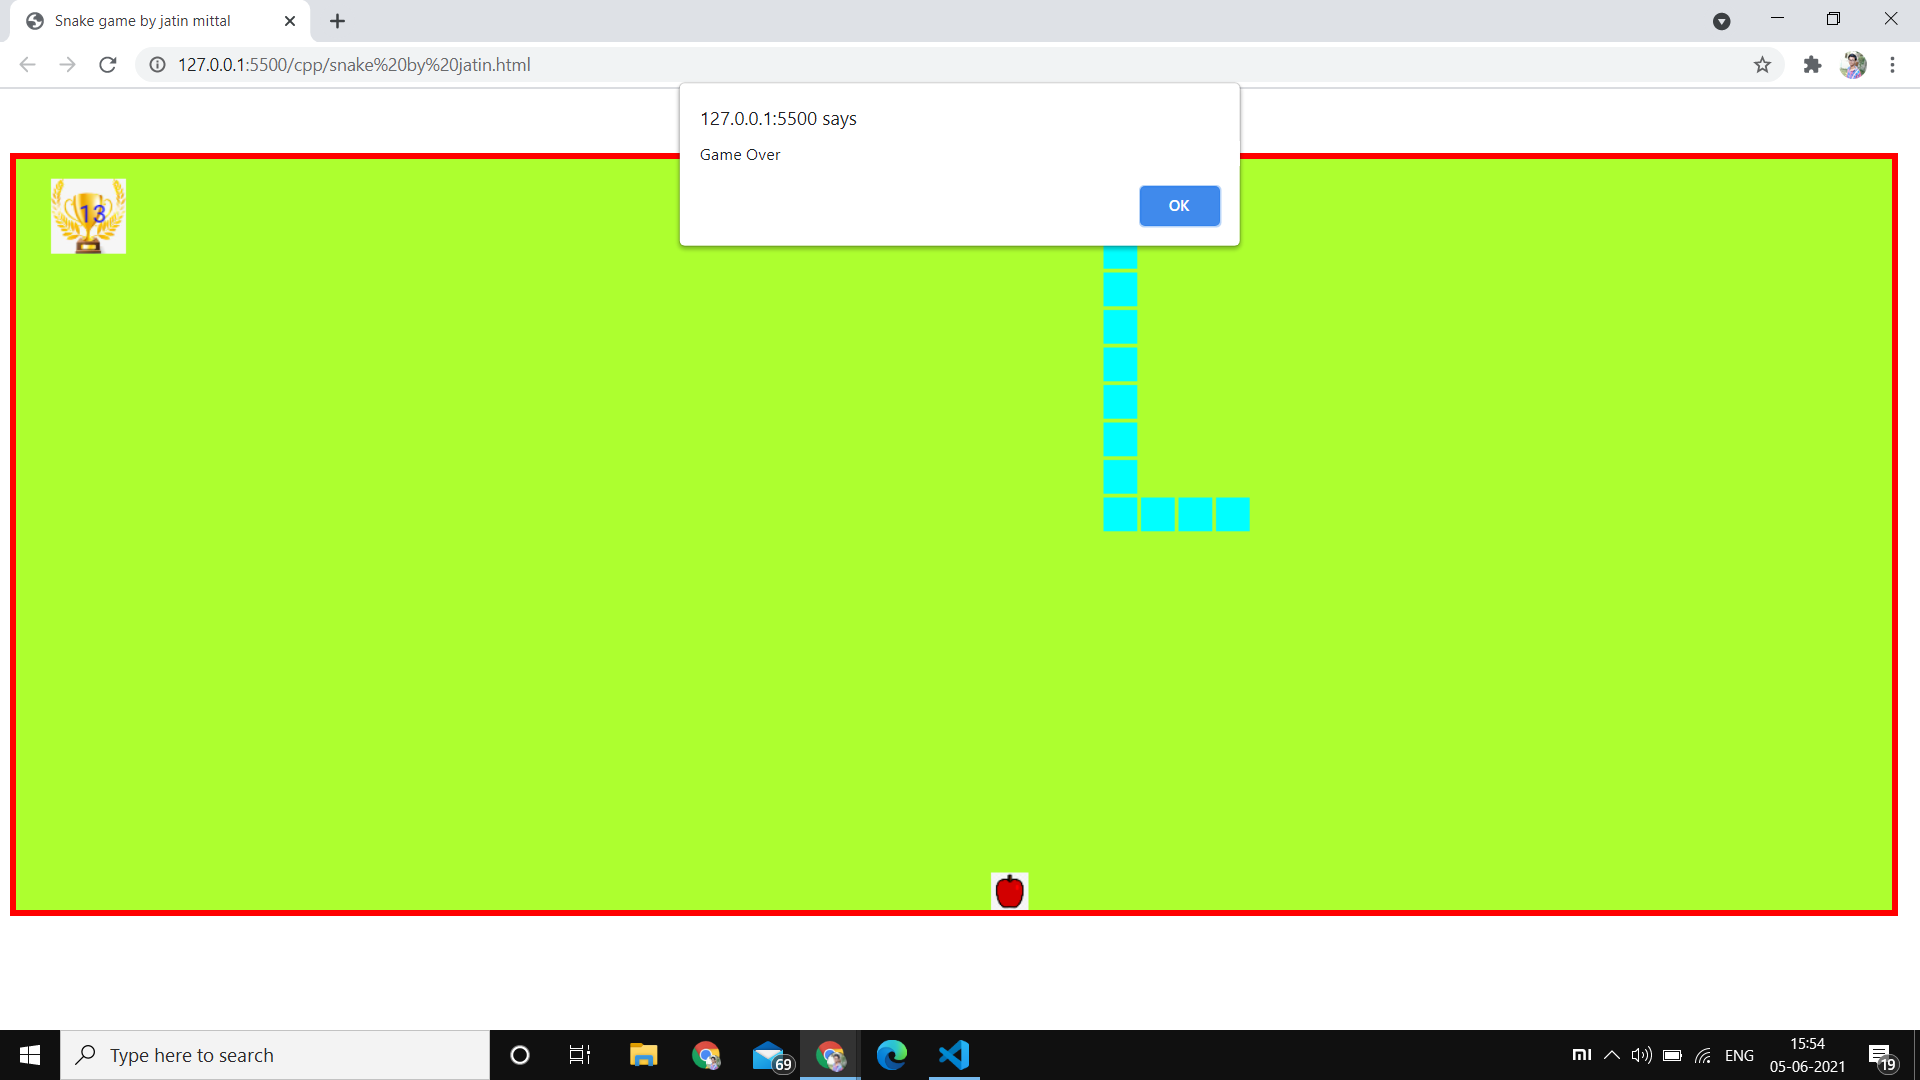 Snake game by jatin mittal
127.0.0.1:5500/cpp/snake%20by%20jatin.html
127.0.0.1:5500 says
Game Over
OK
13
Type here to search
69
mi
ENG
15:54
05-06-2021
19